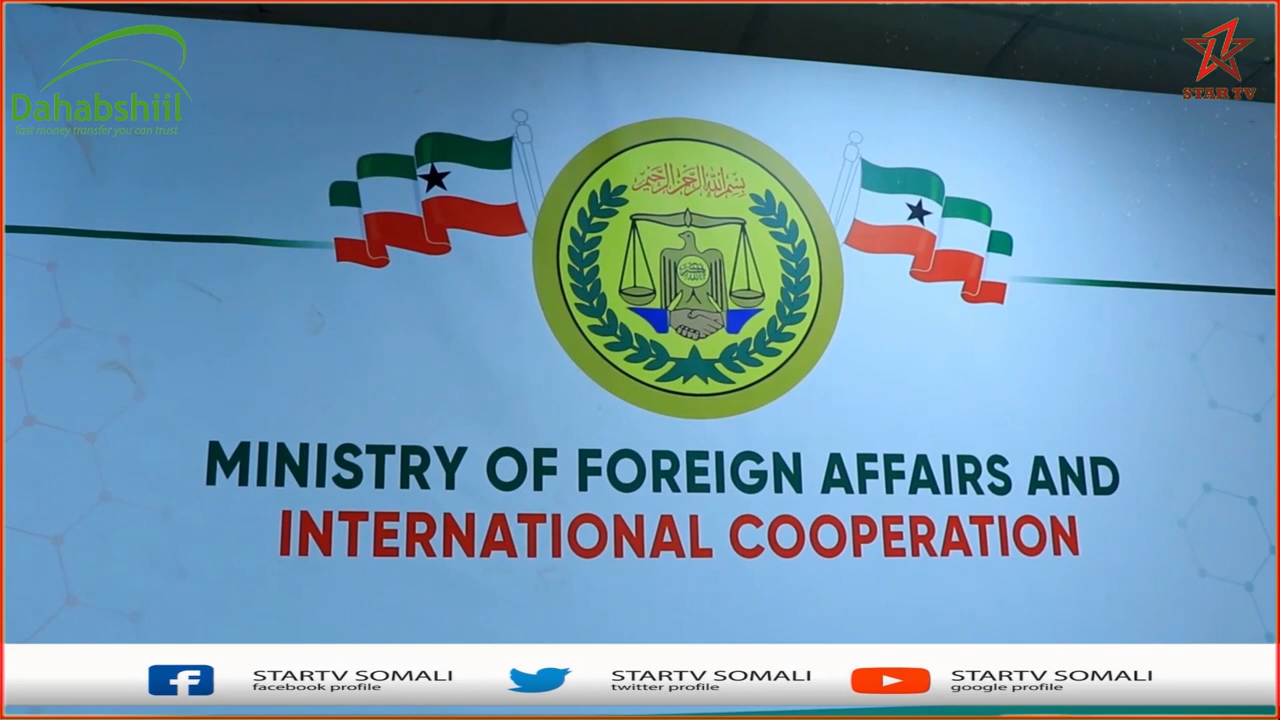 Dahabshiil
fast money transfer you can trust
STAR TV
بسم الله الرحمن الرحيم
MINISTRY OF FOREIGN AFFAIRS AND
INTERNATIONAL COOPERATION
STARTV SOMALI
facebook profile
STARTV SOMALI
twitter profile
STARTV SOMALI
google profile